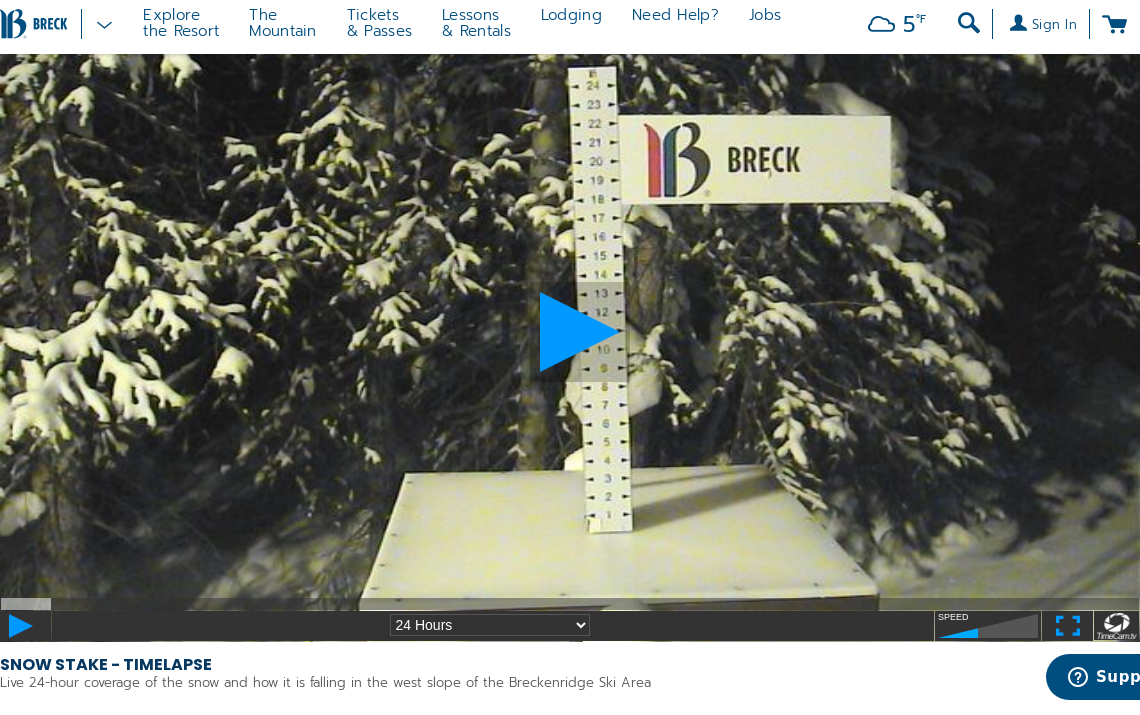 BRECK
Explore
the Resort
The
Mountain
Tickets
& Passes
Lessons
& Rentals
Lodging
Need Help?
Jobs
5°F
Sign In
24
23
22
21
20
19
18
17
16
15
14
13
12
10
9
8
7
6
5
4
3
2
1
BRECK
24 Hours
SPEED
TimeCam.tv
SNOW STAKE - TIMELAPSE
Live 24-hour coverage of the snow and how it is falling in the west slope of the Breckenridge Ski Area
Supp